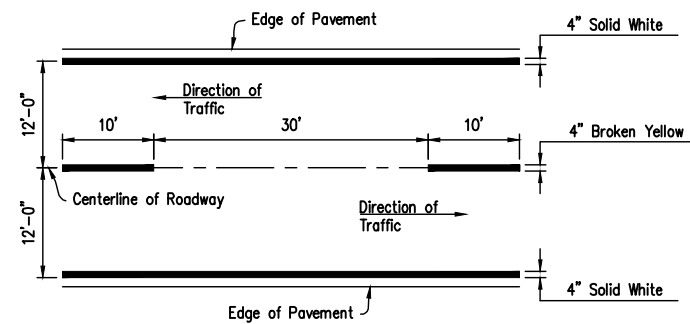 Edge of Pavement
4" Solid White
Direction of
Traffic
12'-0"
10'
30'
10'
4" Broken Yellow
Centerline of Roadway
12'-0"
Direction of
Traffic
4" Solid White
Edge of Pavement